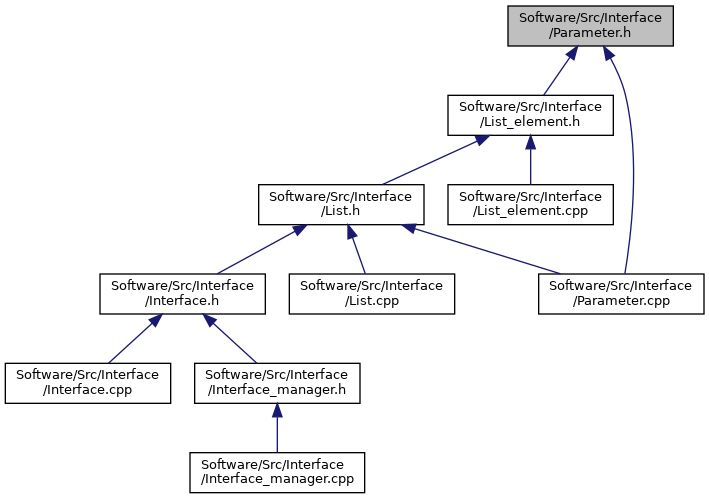 Software/Src/Interface
/Parameter.h
Software/Src/Interface
/List_element.h
Software/Src/Interface
/List.h
Software/Src/Interface
/List_element.cpp
Software/Src/Interface
/Interface.h
Software/Src/Interface
/List.cpp
Software/Src/Interface
/Parameter.cpp
Software/Src/Interface
/Interface.cpp
Software/Src/Interface
/Interface_manager.h
Software/Src/Interface
/Interface_manager.cpp